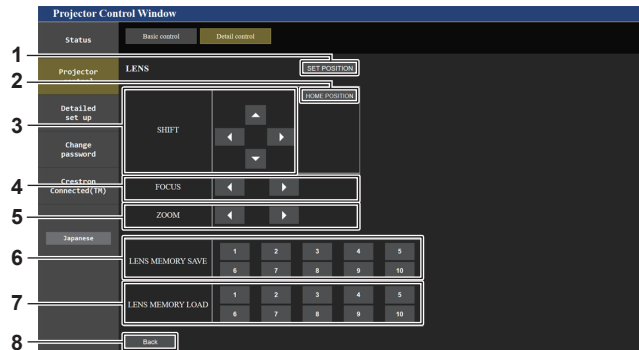 Projector Control Window
Status
Basic control
Detail control
1
Projector
LENS
SET POSITION
2
HOME POSITION
Detailed
set up
3
SHIFT
Change
password
Crestron
Connected(TM)
4
FOCUS
5
ZOOM
Japanese
6
LENS MEMORY SAVE
1 2 3 4 5
6 7 8 9 10
7
LENS MEMORY LOAD
1 2 3 4 5
6 7 8 9 10
8
Back